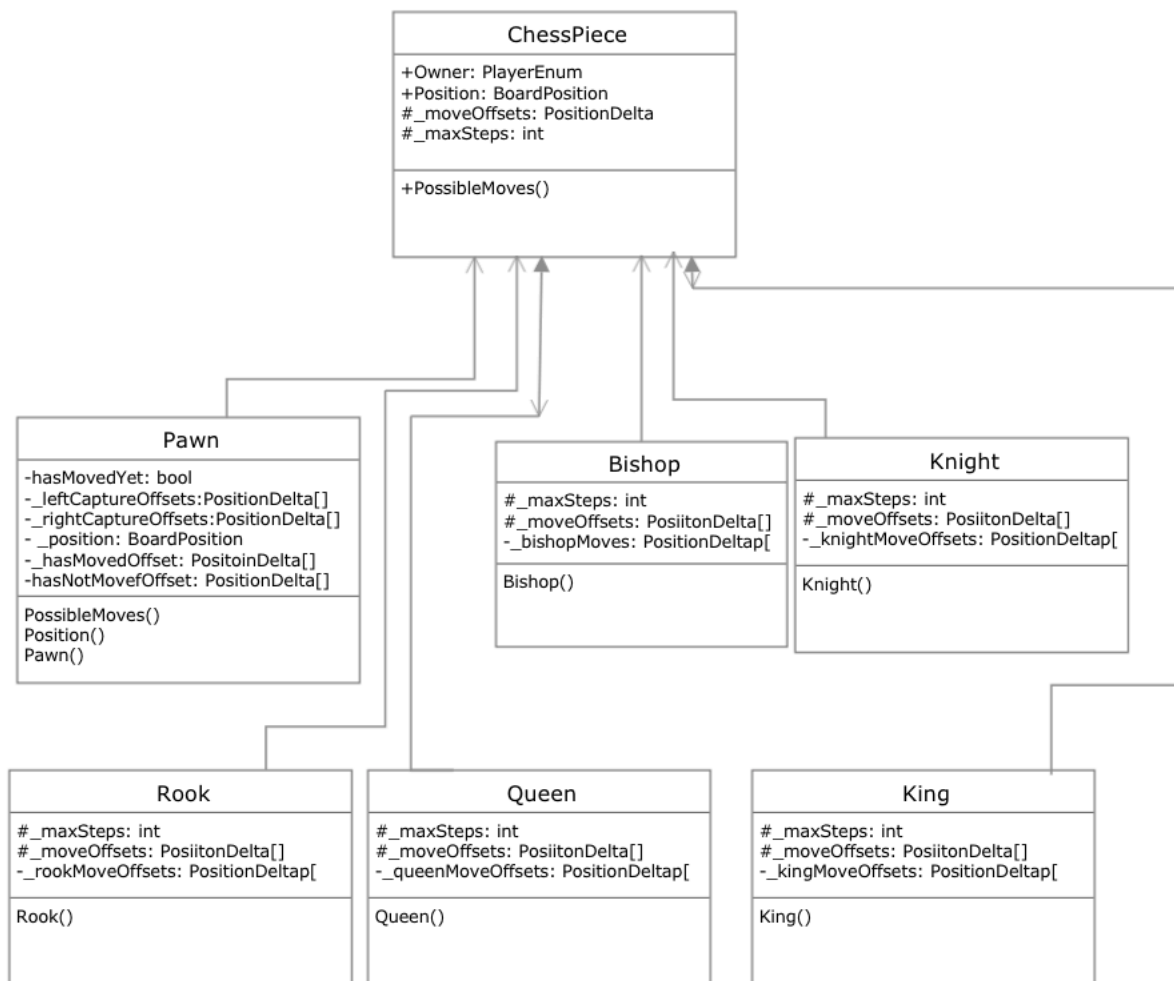 ChessPiece
+Owner: PlayerEnum
+Position: BoardPosition
#_moveOffsets: PositionDelta
#_maxSteps: int
+PossibleMoves()
Pawn
-hasMovedYet: bool
-_leftCaptureOffsets:PositionDelta[]
-_rightCaptureOffsets:PositionDelta[]
- _position: BoardPosition
-_hasMovedOffset: PositoinDelta[]
-hasNotMovefOffset: PositionDelta[]
PossibleMoves()
Position()
Pawn()
Bishop
#_maxSteps: int
#_moveOffsets: PosiitonDelta[]
-_bishopMoves: PositionDeltap[
Bishop()
Knight
#_maxSteps: int
#_moveOffsets: PosiitonDelta[]
-_knightMoveOffsets: PositionDeltap[
Knight()
Rook
#_maxSteps: int
#_moveOffsets: PosiitonDelta[]
-_rookMoveOffsets: PositionDeltap[
Rook()
Queen
#_maxSteps: int
#_moveOffsets: PosiitonDelta[]
-_queenMoveOffsets: PositionDeltap[
Queen()
King
#_maxSteps: int
#_moveOffsets: PosiitonDelta[]
-_kingMoveOffsets: PositionDeltap[
King()